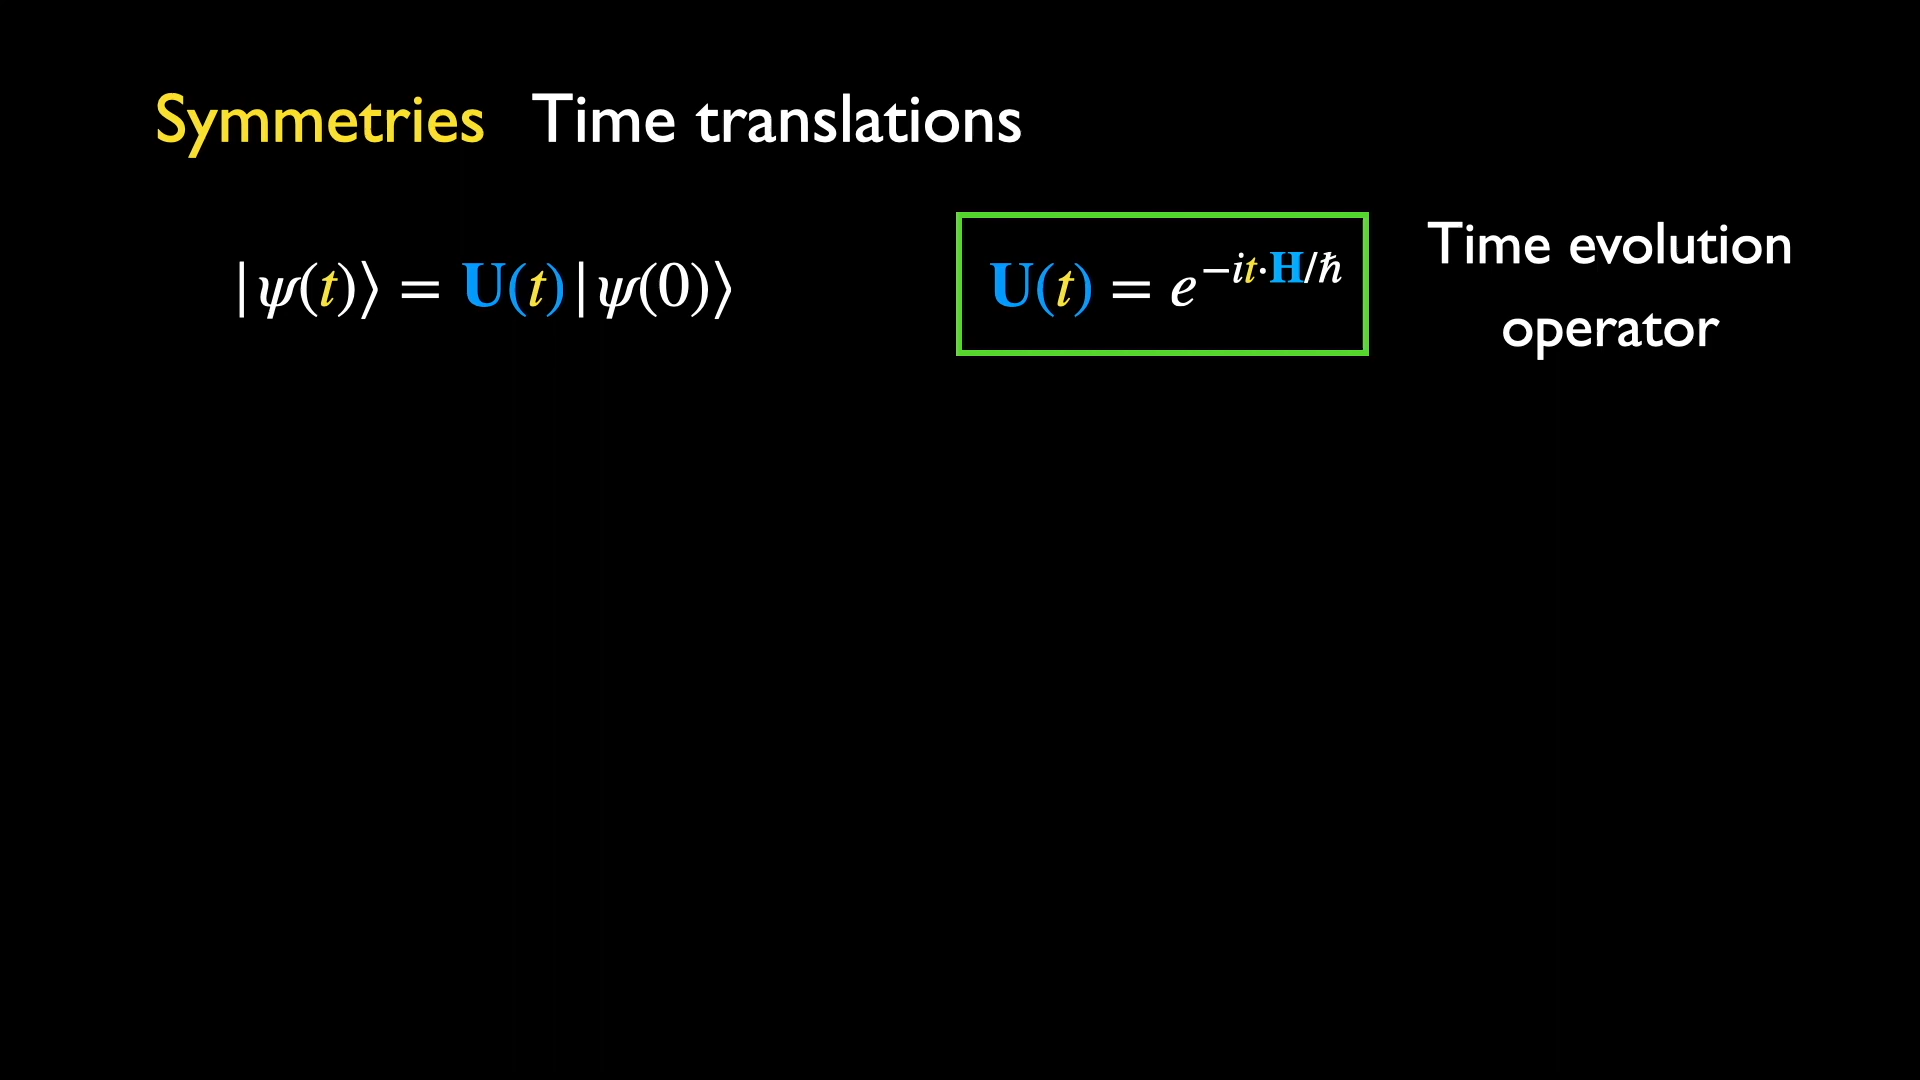 Symmetries Time translations
|ψ(t)⟩ = U(t)|ψ(0)⟩
U(t) = e^{−it·H/ℏ}
Time evolution
operator